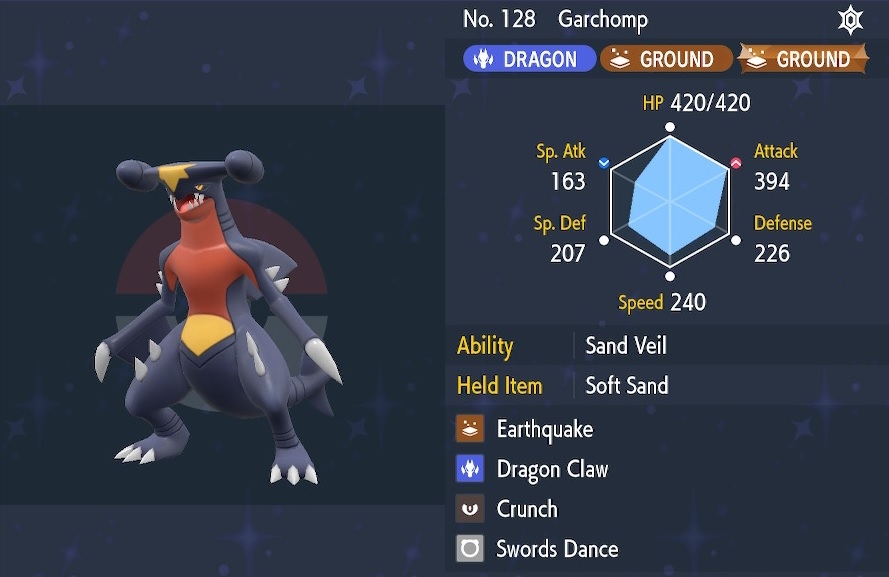 No. 128 Garchomp
DRAGON GROUND GROUND
HP 420/420
Sp. Atk 163
Attack 394
Sp. Def 207
Defense 226
Speed 240
Ability Sand Veil
Held Item Soft Sand
Earthquake
Dragon Claw
Crunch
Swords Dance